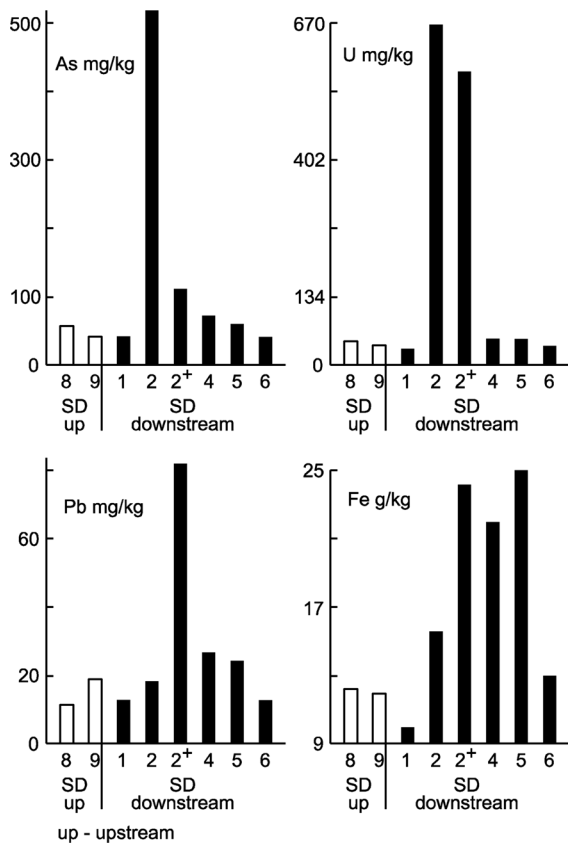 As mg/kg
500
300
100
0
8 9 1 2 2+ 4 5 6
SD SD
up downstream
U mg/kg
670
402
134
0
8 9 1 2 2+ 4 5 6
SD SD
up downstream
Pb mg/kg
60
20
0
8 9 1 2 2+ 4 5 6
SD SD
up downstream
Fe g/kg
25
17
9
8 9 1 2 2+ 4 5 6
SD SD
up downstream
up - upstream